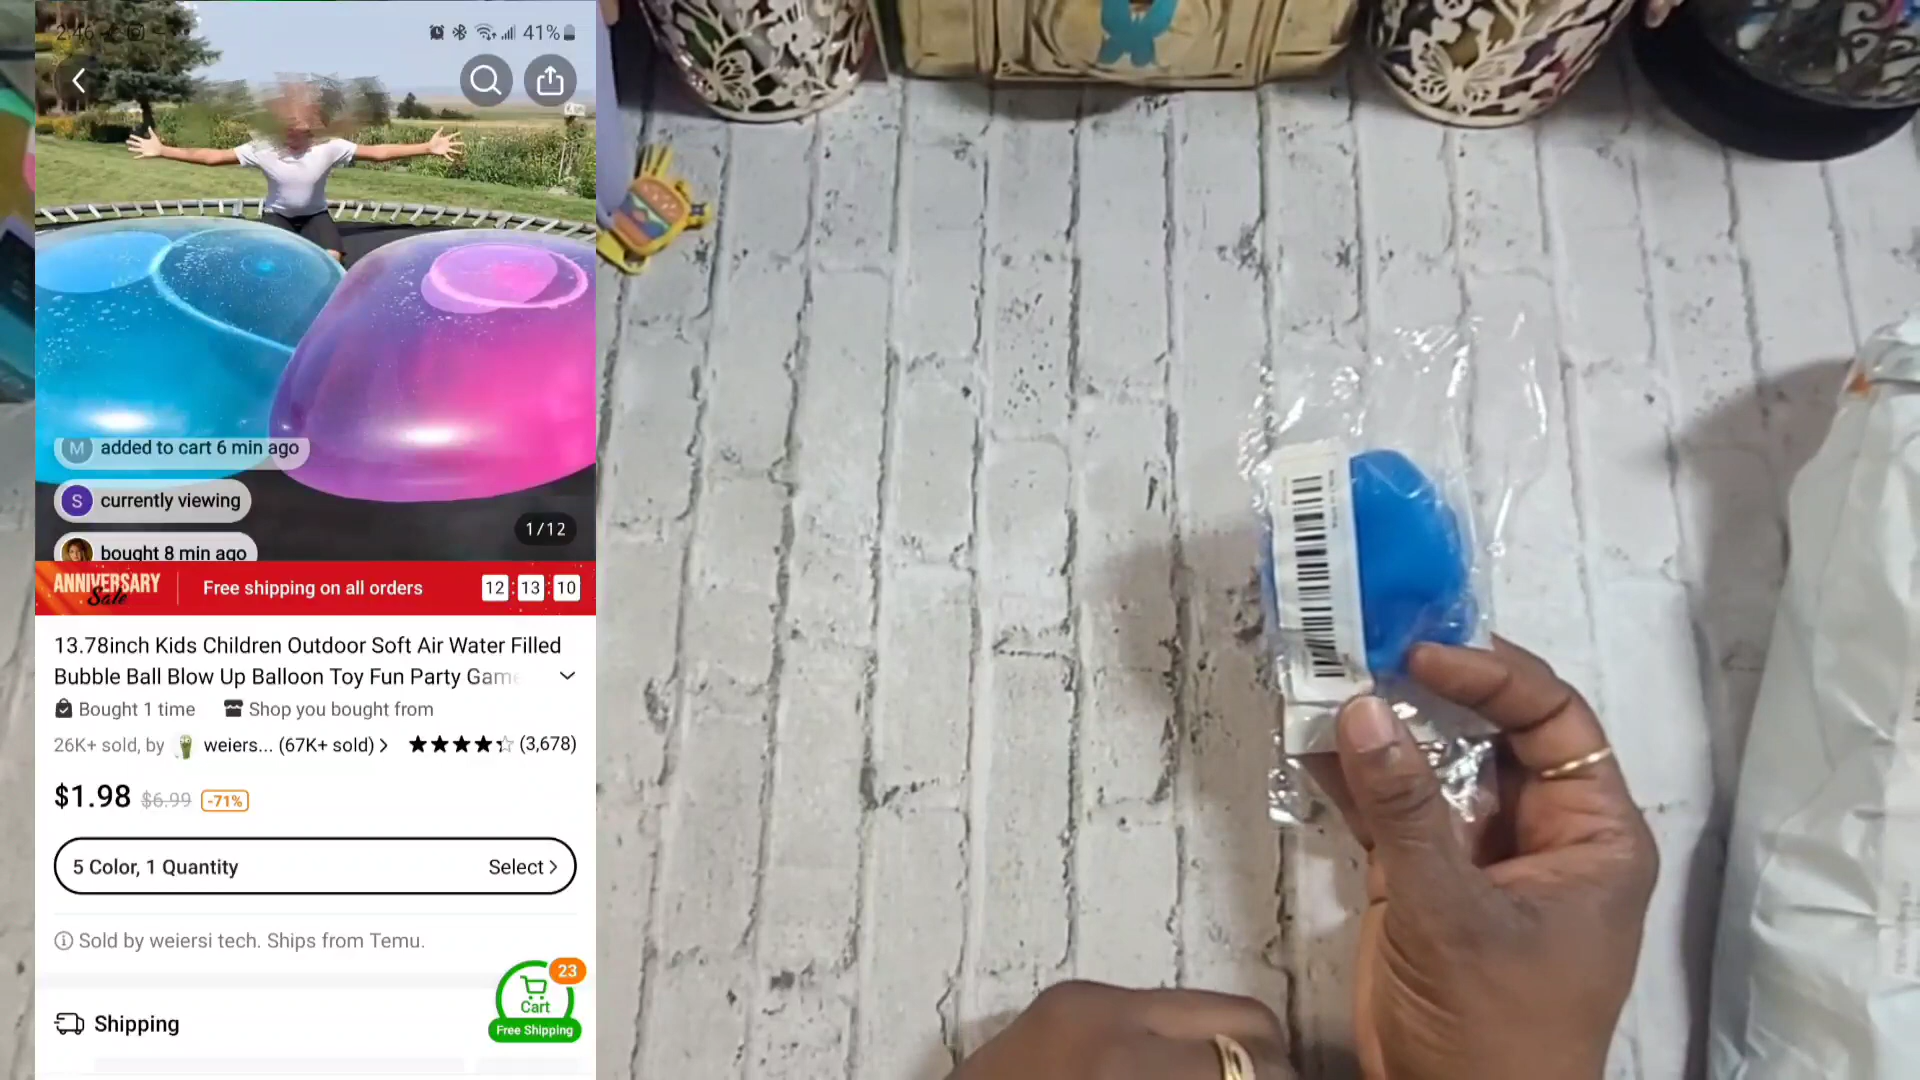 2:46
41%
added to cart 6 min ago
M
S
currently viewing
bought 8 min ago
1/12
ANNIVERSARY
Sale
Free shipping on all orders
12:13:10
13.78inch Kids Children Outdoor Soft Air Water Filled
Bubble Ball Blow Up Balloon Toy Fun Party Game
Bought 1 time
Shop you bought from
26K+ sold, by weiers... (67K+ sold) (3,678)
$1.98 $6.99 -71%
5 Color, 1 Quantity
Select
Sold by weiersi tech. Ships from Temu.
23
Cart
Free Shipping
Shipping